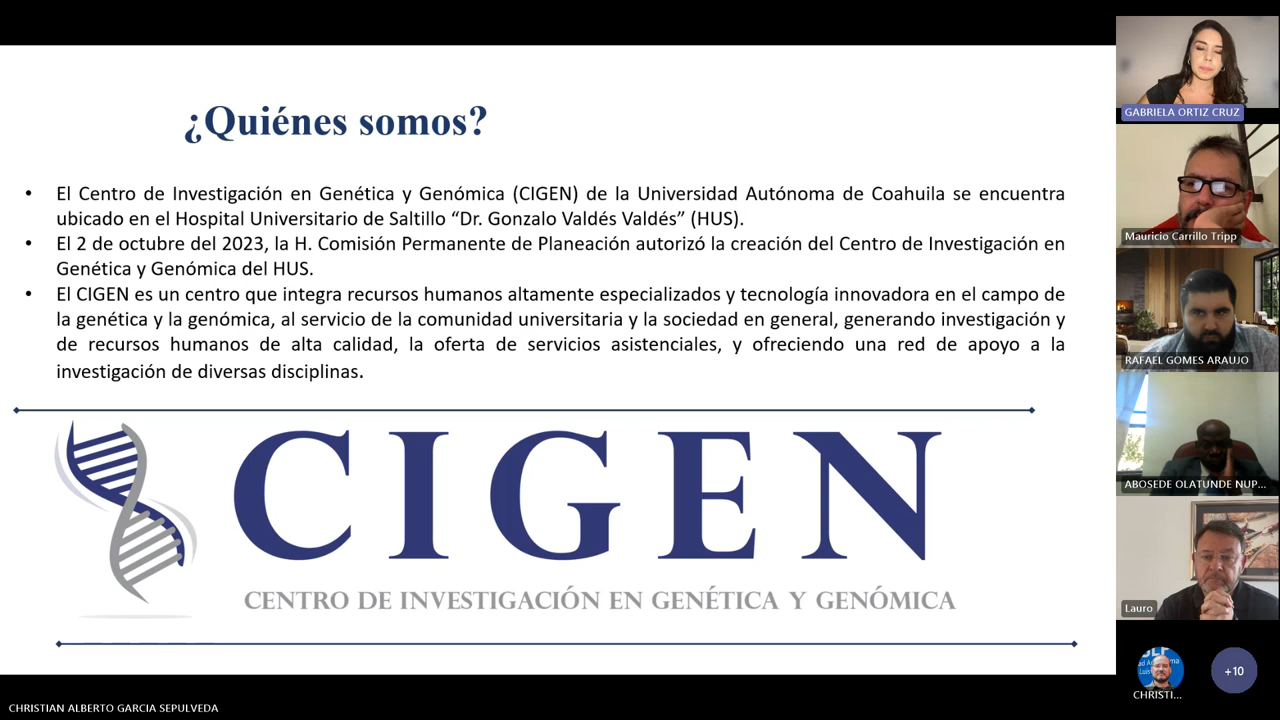 ¿Quiénes somos?
• El Centro de Investigación en Genética y Genómica (CIGEN) de la Universidad Autónoma de Coahuila se encuentra
ubicado en el Hospital Universitario de Saltillo “Dr. Gonzalo Valdés Valdés” (HUS).
• El 2 de octubre del 2023, la H. Comisión Permanente de Planeación autorizó la creación del Centro de Investigación en
Genética y Genómica del HUS.
• El CIGEN es un centro que integra recursos humanos altamente especializados y tecnología innovadora en el campo de
la genética y la genómica, al servicio de la comunidad universitaria y la sociedad en general, generando investigación y
de recursos humanos de alta calidad, la oferta de servicios asistenciales, y ofreciendo una red de apoyo a la
investigación de diversas disciplinas.
CIGEN
CENTRO DE INVESTIGACIÓN EN GENÉTICA Y GENÓMICA
GABRIELA ORTIZ CRUZ
Mauricio Carrillo Tripp
RAFAEL GOMES ARAUJO
ABOSEDE OLATUNDE NUP...
Lauro
CHRISTI...
+10
CHRISTIAN ALBERTO GARCIA SEPULVEDA